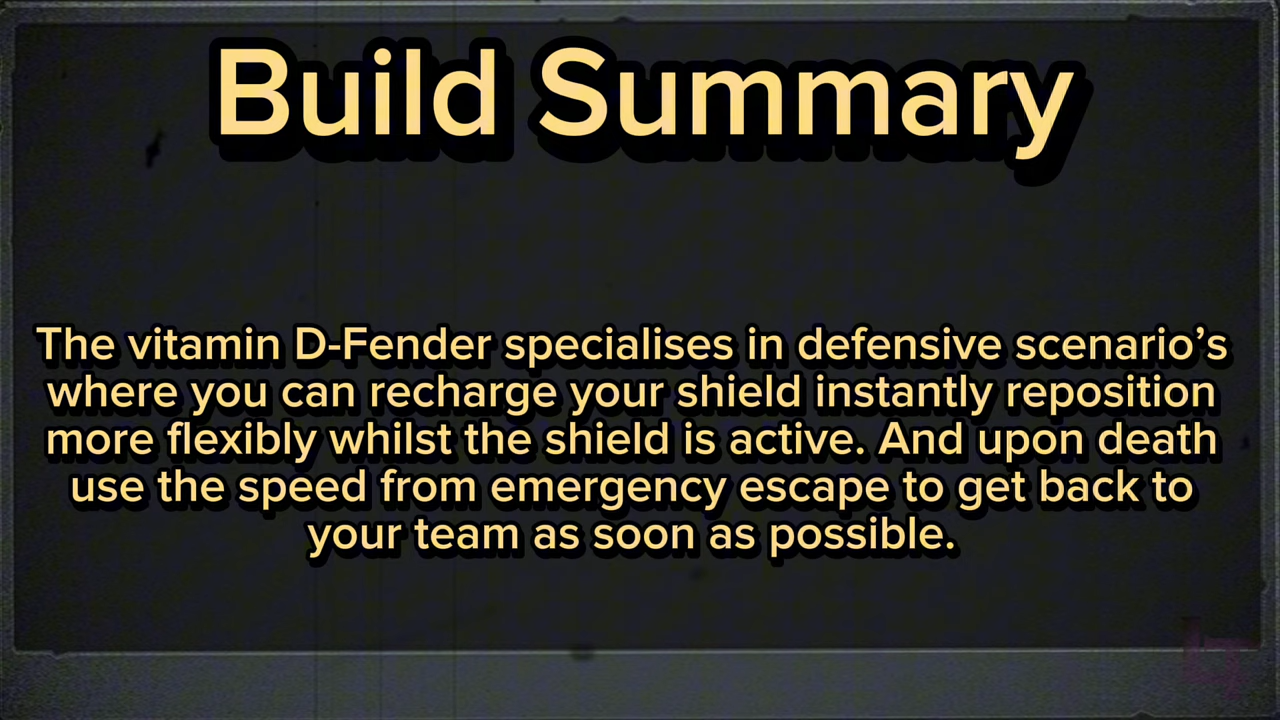 Build Summary
The vitamin D-Fender specialises in defensive scenario’s
where you can recharge your shield instantly reposition
more flexibly whilst the shield is active. And upon death
use the speed from emergency escape to get back to
your team as soon as possible.